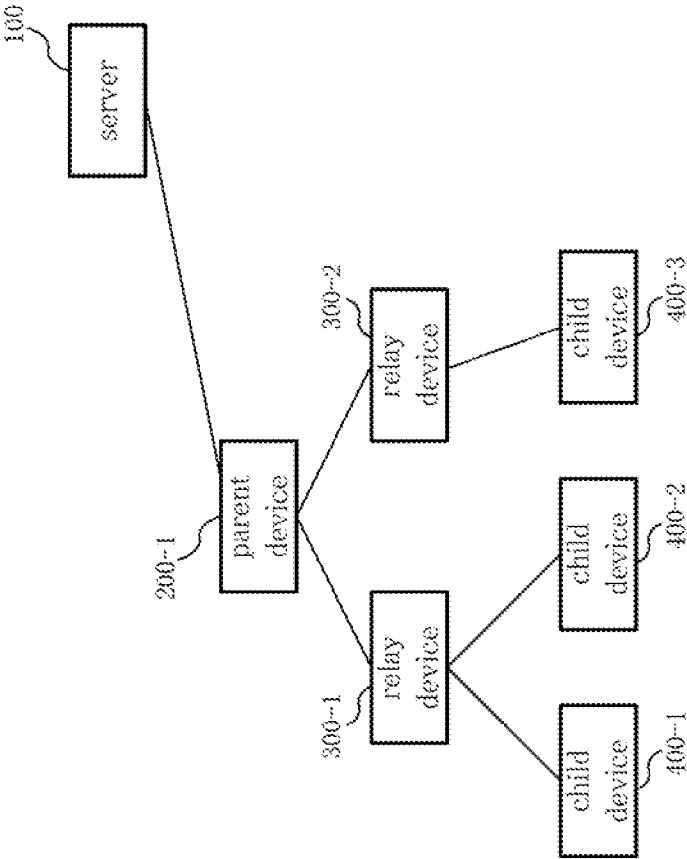 100
server
200-1
parent
device
300-1
relay
device
300-2
relay
device
400-1
child
device
400-2
child
device
400-3
child
device